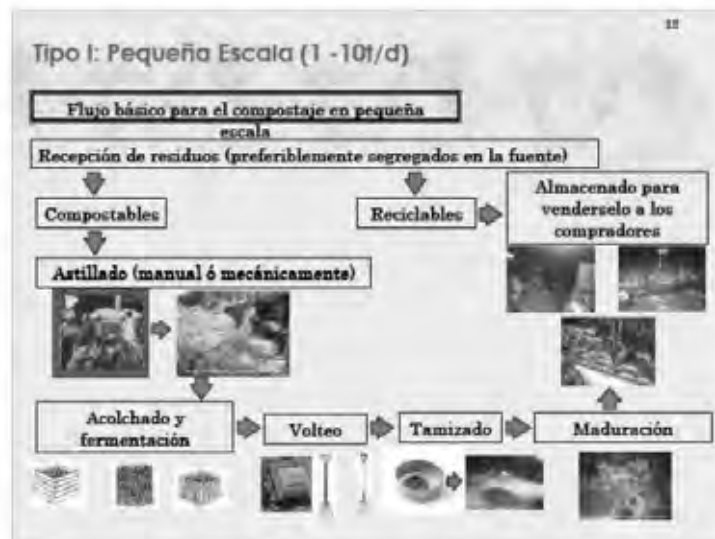 12
Tipo I: Pequeña Escala (1 -10t/d)
Flujo básico para el compostaje en pequeña
escala
Recepción de residuos (preferiblemente segregados en la fuente)
Compostables
Reciclables
Almacenado para
venderselo a los
compradores
Astillado (manual ó mecánicamente)
Acolchado y
fermentación
Volteo
Tamizado
Maduración